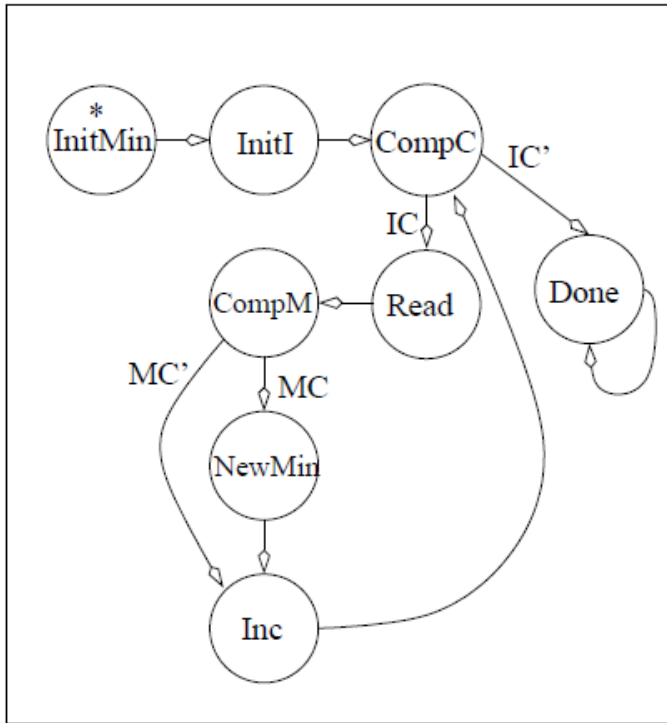 *
InitMin
InitI
CompC
IC’
IC
CompM
Read
Done
MC’
MC
NewMin
Inc